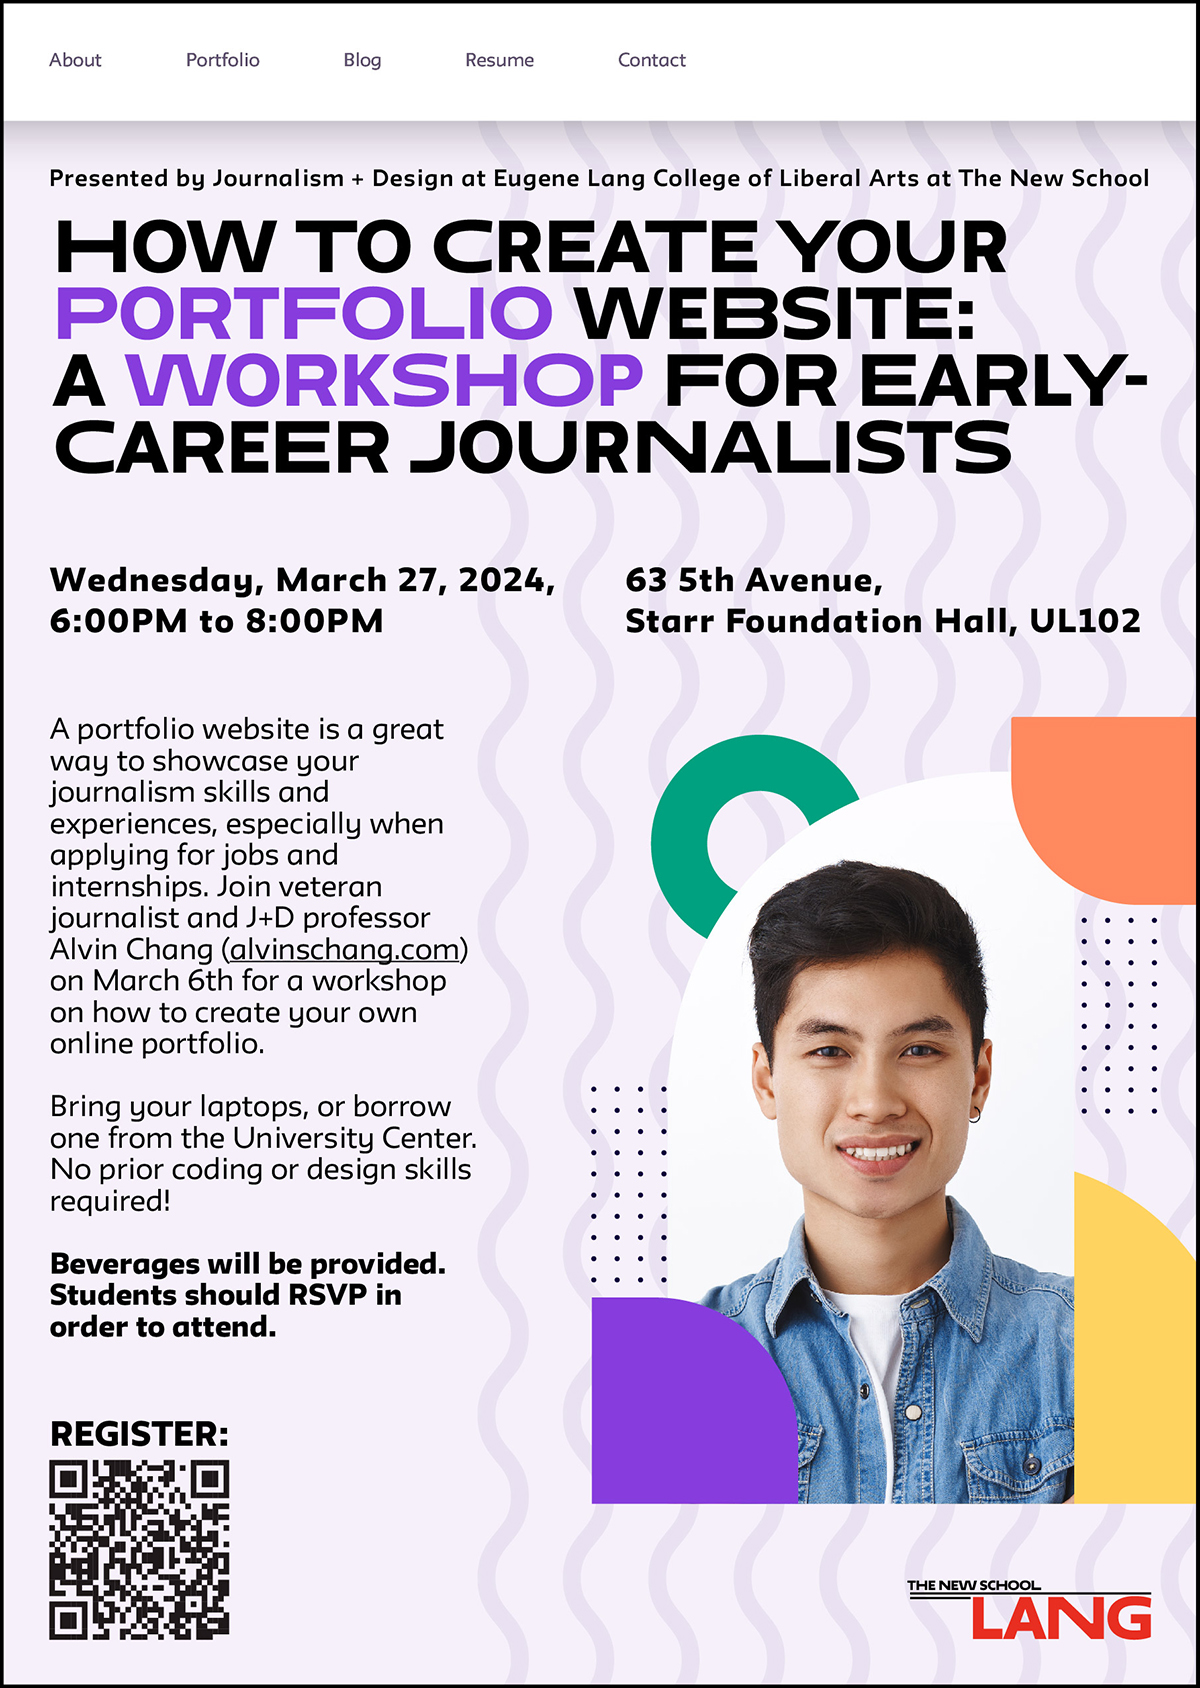 About
Portfolio
Blog
Resume
Contact
Presented by Journalism + Design at Eugene Lang College of Liberal Arts at The New School
HOW TO CREATE YOUR
PORTFOLIO WEBSITE:
A WORKSHOP FOR EARLY-
CAREER JOURNALISTS
Wednesday, March 27, 2024,
6:00PM to 8:00PM
63 5th Avenue,
Starr Foundation Hall, UL102
A portfolio website is a great
way to showcase your
journalism skills and
experiences, especially when
applying for jobs and
internships. Join veteran
journalist and J+D professor
Alvin Chang (alvinschang.com)
on March 6th for a workshop
on how to create your own
online portfolio.
Bring your laptops, or borrow
one from the University Center.
No prior coding or design skills
required!
Beverages will be provided.
Students should RSVP in
order to attend.
REGISTER:
THE NEW SCHOOL
LANG